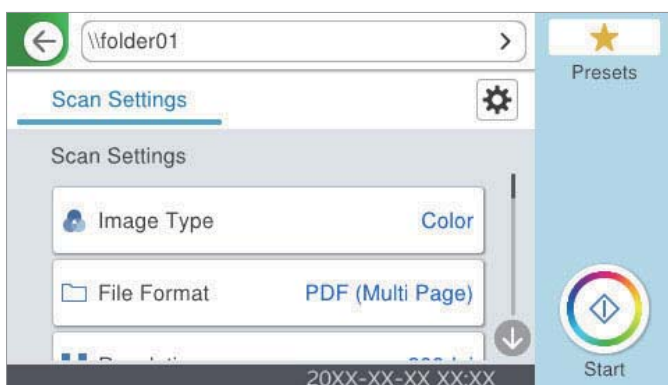 \\folder01
Presets
Scan Settings
Scan Settings
Image Type
Color
File Format
PDF (Multi Page)
20XX-XX-XX XX:XX
Start